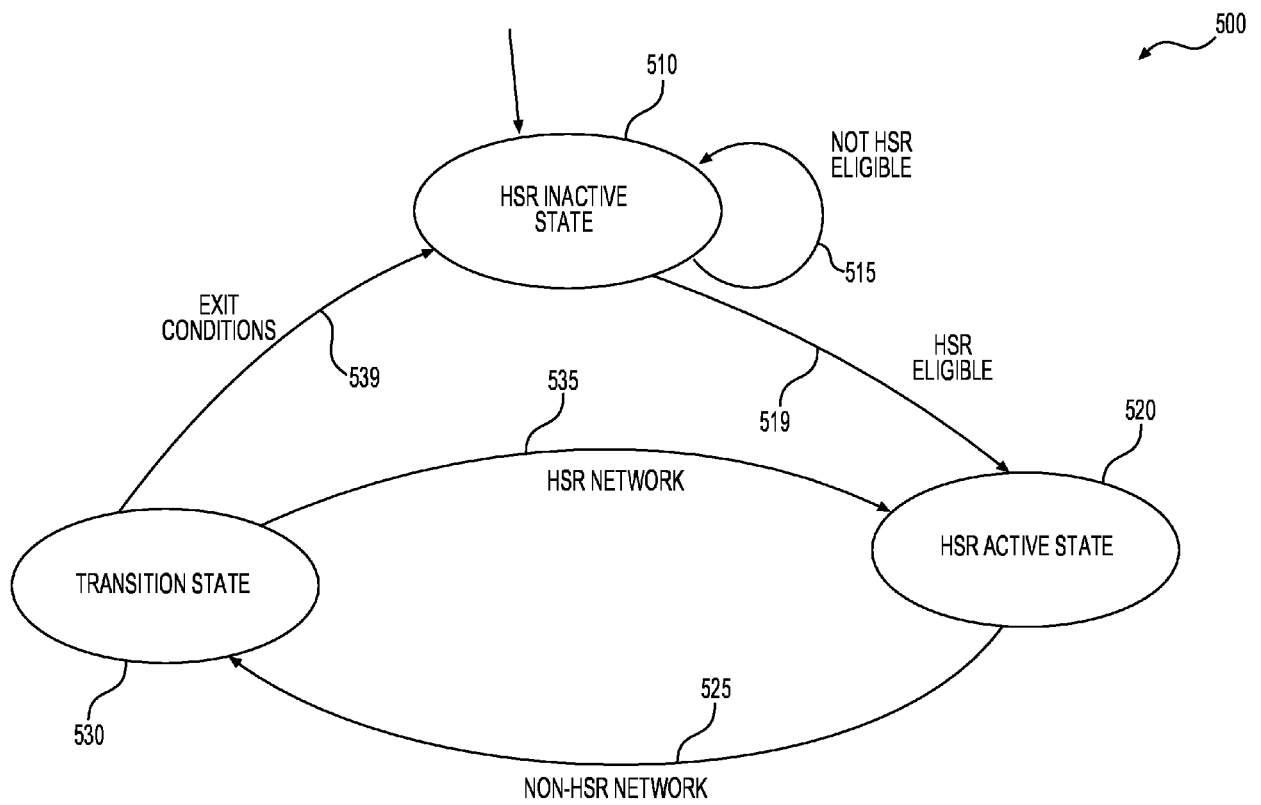 500
510
NOT HSR
ELIGIBLE
HSR INACTIVE
STATE
515
EXIT
CONDITIONS
539
HSR
ELIGIBLE
519
535
520
HSR NETWORK
HSR ACTIVE STATE
TRANSITION STATE
530
525
NON-HSR NETWORK